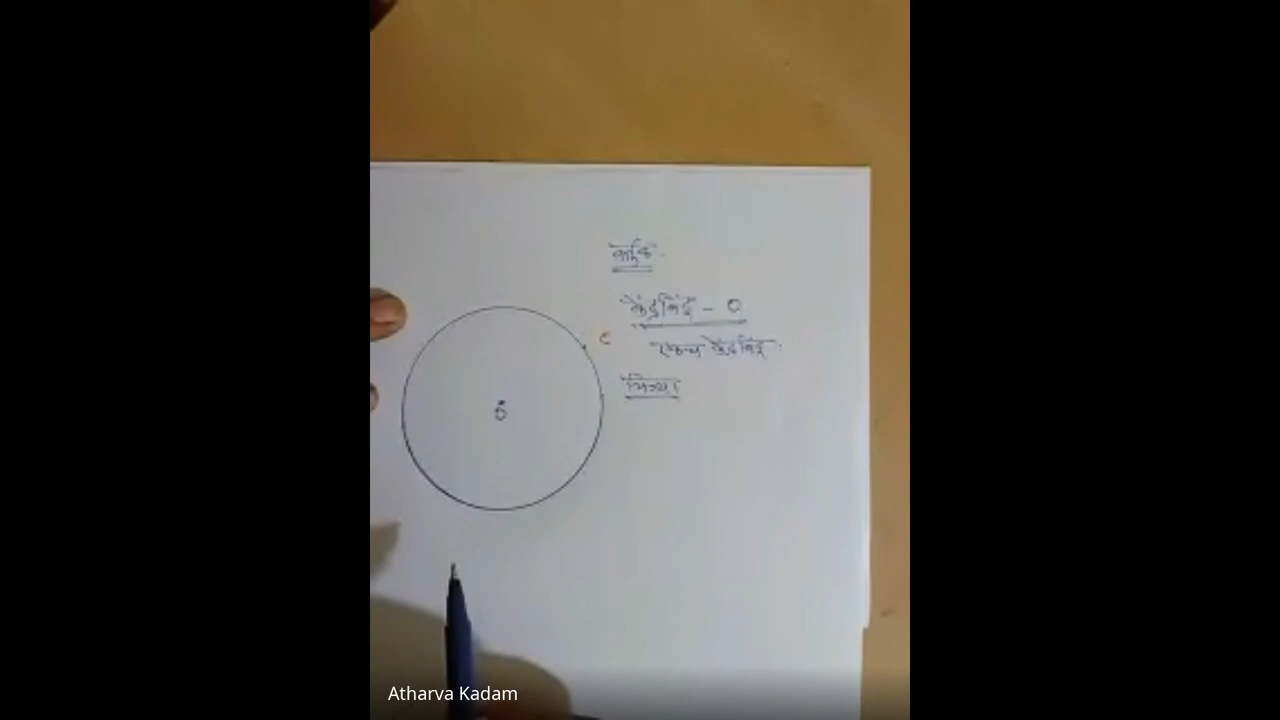 वर्तुळ.
केंद्रबिंदू - O
एकच केंद्रबिंदू.
त्रिज्या
C
O
Atharva Kadam